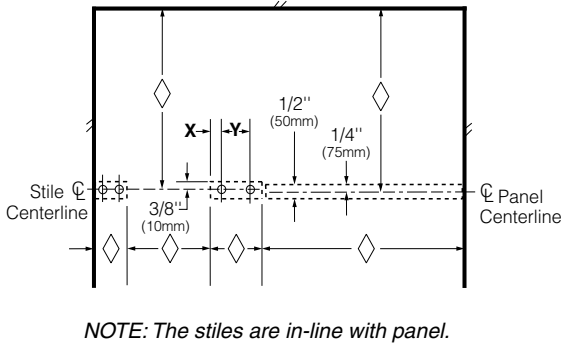 1/2"
(50mm)
X
Y
1/4"
(75mm)
Stile ℄
Centerline
3/8"
(10mm)
℄ Panel
Centerline
NOTE: The stiles are in-line with panel.